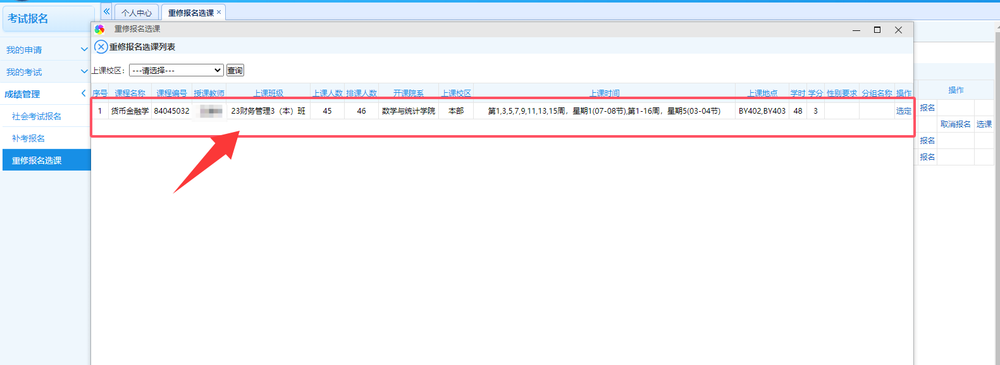 考试报名
个人中心
重修报名选课
重修报名选课
重修报名选课列表
上课校区：
---请选择---
查询
我的申请
我的考试
成绩管理
社会考试报名
补考报名
重修报名选课
序号 课程名称 课程编号 授课教师 上课班级 上课人数 排课人数 开课院系 上课校区 上课时间 上课地点 学时 学分 性别要求 分组名称 操作
1 货币金融学 84045032 23财务管理3（本）班 45 46 数学与统计学院 本部 第1,3,5,7,9,11,13,15周，星期1(07-08节),第1-16周，星期5(03-04节) BY402,BY403 48 3 选定
操作
报名
取消报名 选课
报名
报名